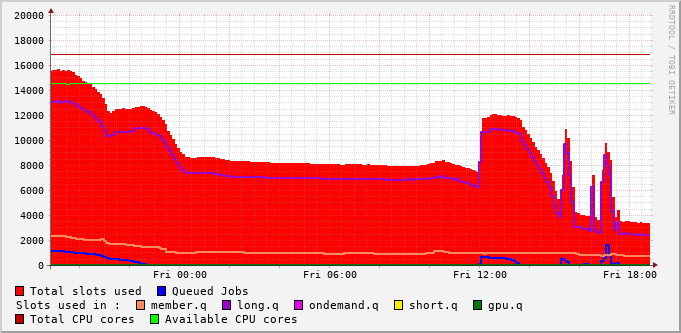 RRDTOOL / TOBI OETIKER
20000
18000
16000
14000
12000
10000
8000
6000
4000
2000
0
Fri 00:00 Fri 06:00 Fri 12:00 Fri 18:00
Total slots used Queued Jobs
Slots used in : member.q long.q ondemand.q short.q gpu.q
Total CPU cores Available CPU cores